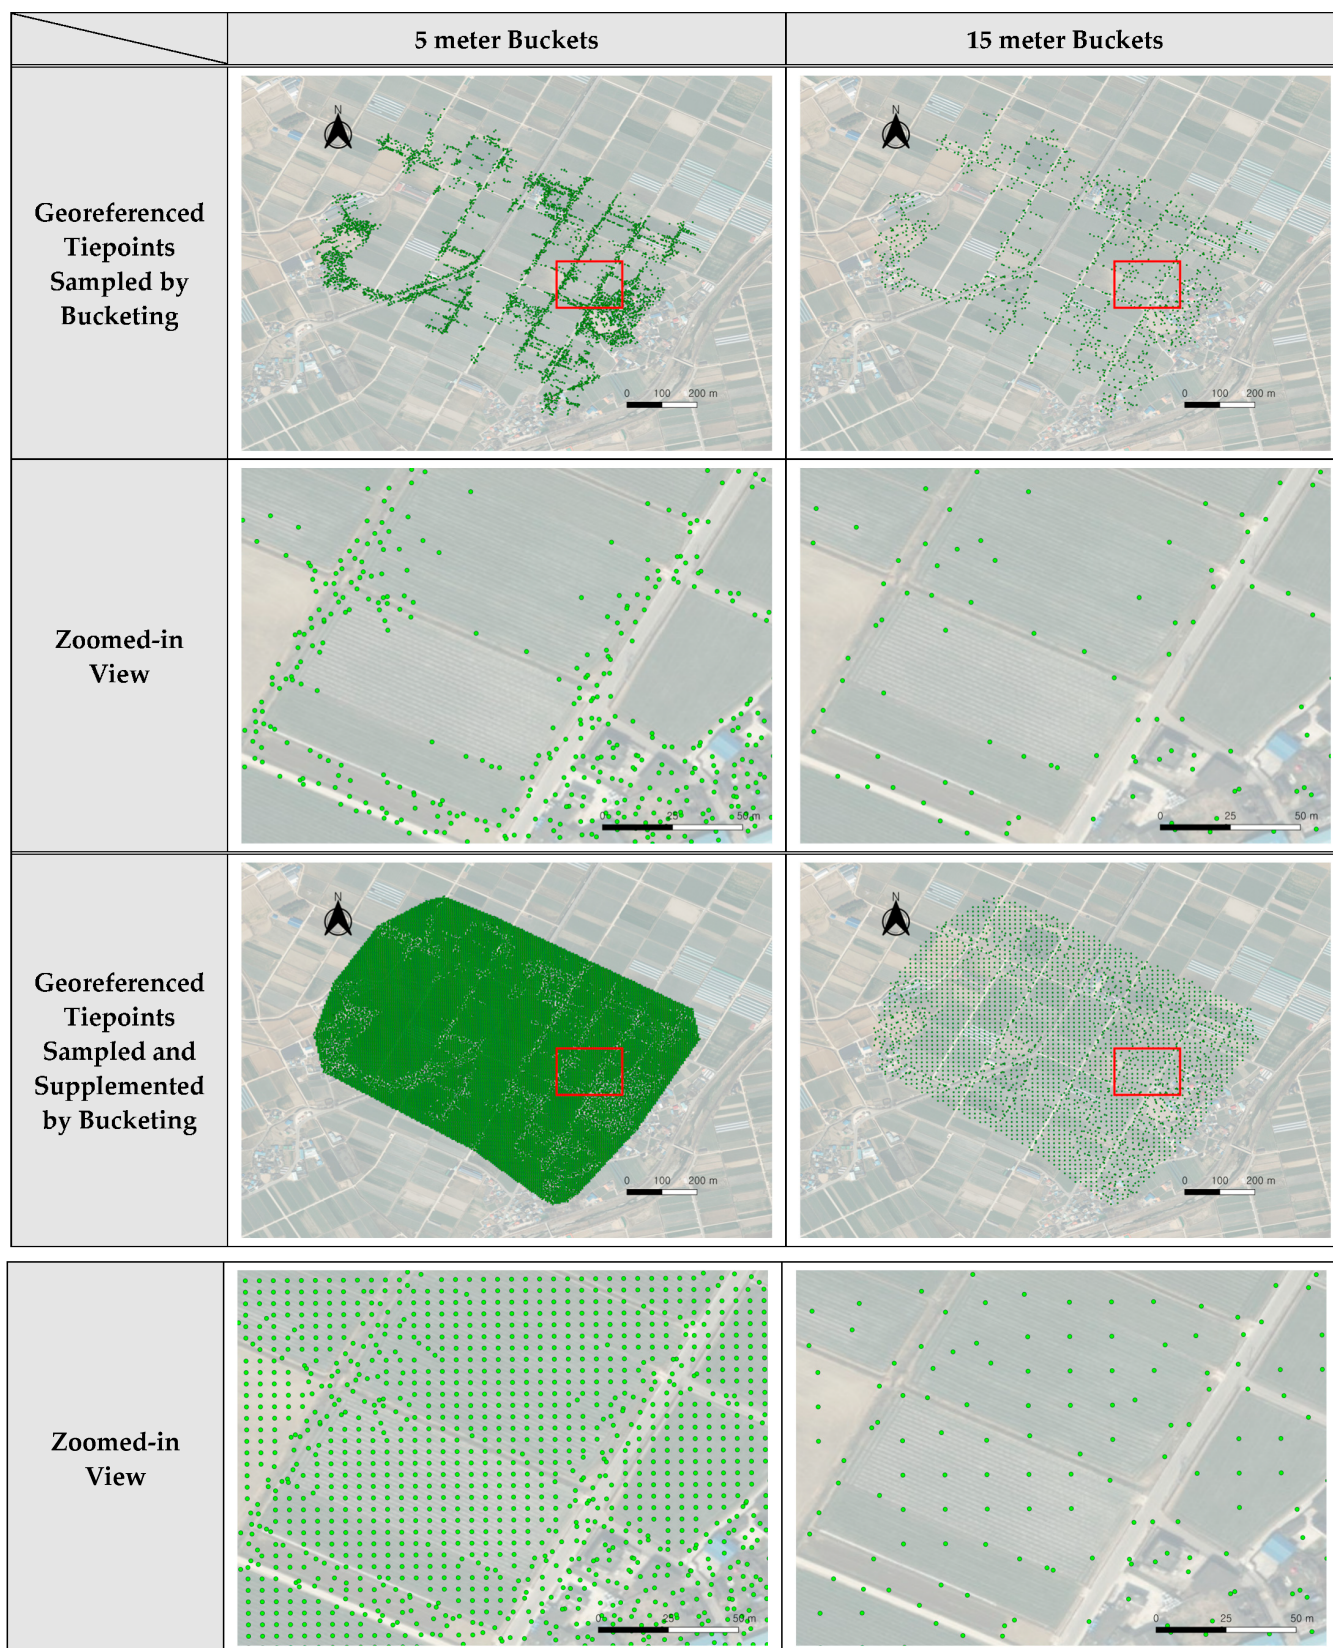 5 meter Buckets
15 meter Buckets
Georeferenced
Tiepoints
Sampled by
Bucketing
N
0 100 200 m
N
0 100 200 m
Zoomed-in
View
0 25 50 m
0 25 50 m
Georeferenced
Tiepoints
Sampled and
Supplemented
by Bucketing
N
0 100 200 m
N
0 100 200 m
Zoomed-in
View
0 25 50 m
0 25 50 m